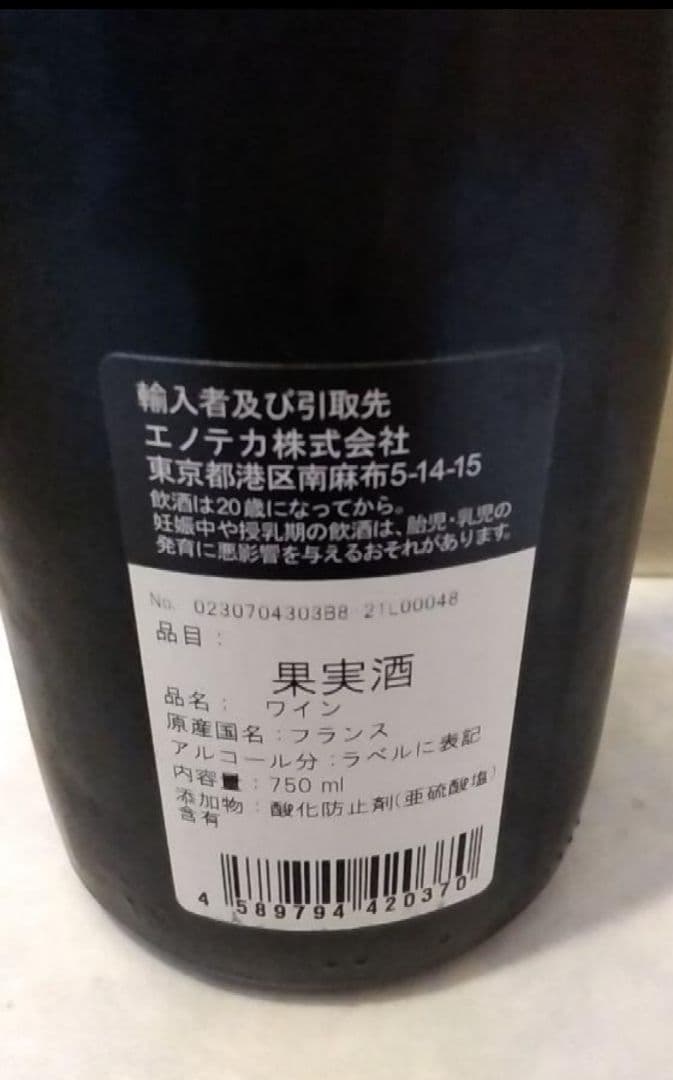 輸入者及び引取先
エノテカ株式会社
東京都港区南麻布5-14-15
飲酒は20歳になってから。
妊娠中や授乳期の飲酒は、胎児・乳児の
発育に悪影響を与えるおそれがあります。
No. 0230704303B8 21L00048
品目：
果実酒
品名： ワイン
原産国名：フランス
アルコール分：ラベルに表記
内容量：750 ml
添加物：酸化防止剤(亜硫酸塩)
含有
4 589794 420370